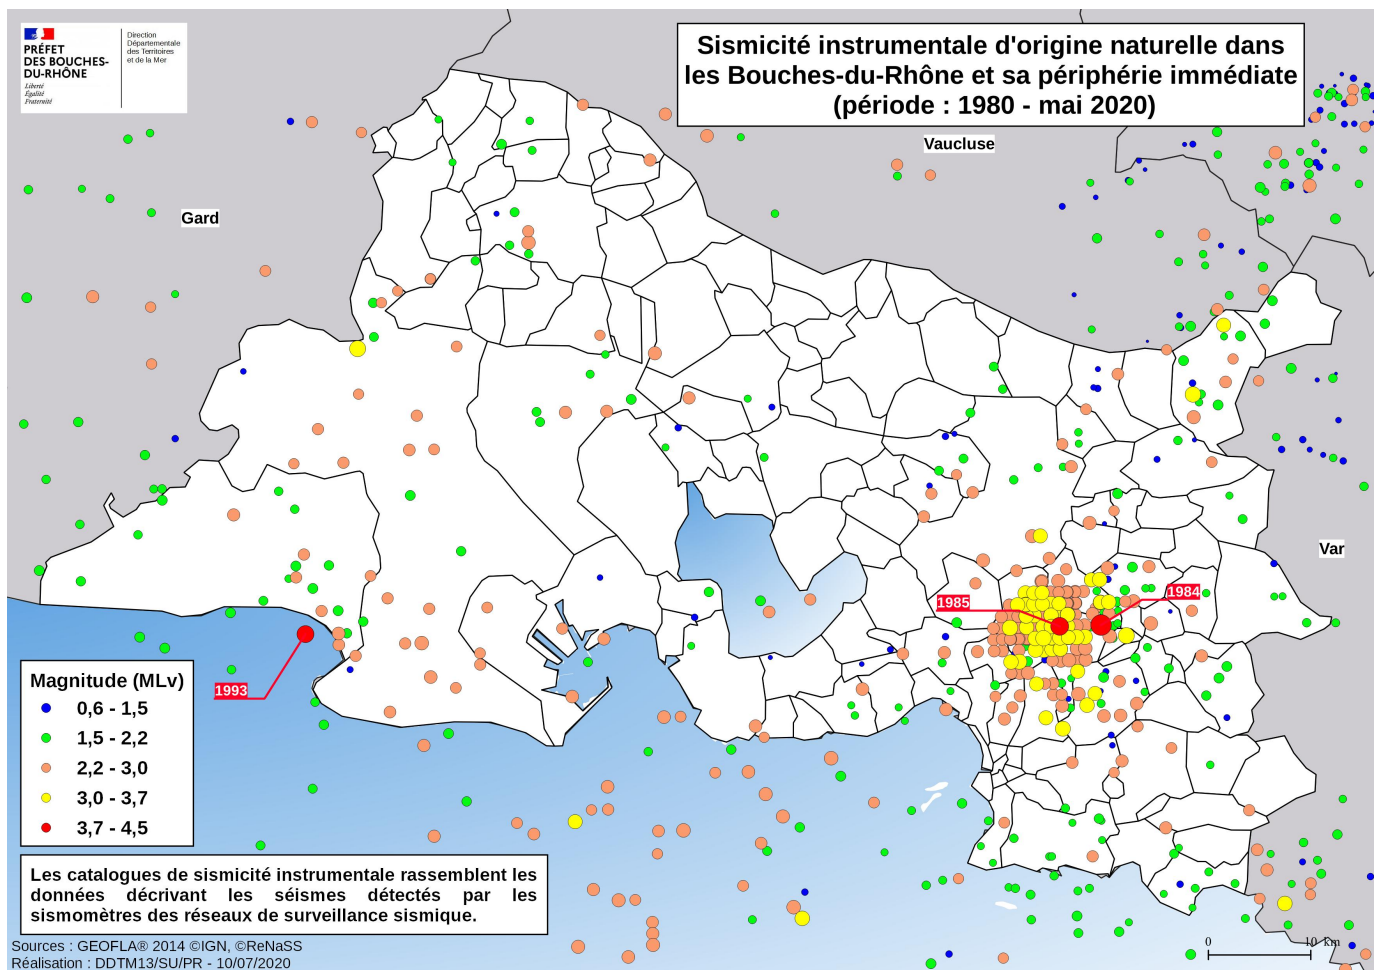 PRÉFET
DES BOUCHES-
DU-RHÔNE
Liberté
Égalité
Fraternité
Direction
Départementale
des Territoires
et de la Mer
Sismicité instrumentale d'origine naturelle dans
les Bouches-du-Rhône et sa périphérie immédiate
(période : 1980 - mai 2020)
Vaucluse
Gard
Var
1985
1984
1993
Magnitude (MLv)
0,6 - 1,5
1,5 - 2,2
2,2 - 3,0
3,0 - 3,7
3,7 - 4,5
Les catalogues de sismicité instrumentale rassemblent les
données décrivant les séismes détectés par les
sismomètres des réseaux de surveillance sismique.
Sources : GEOFLA® 2014 ©IGN, ©ReNaSS
Réalisation : DDTM13/SU/PR - 10/07/2020
0 10 km